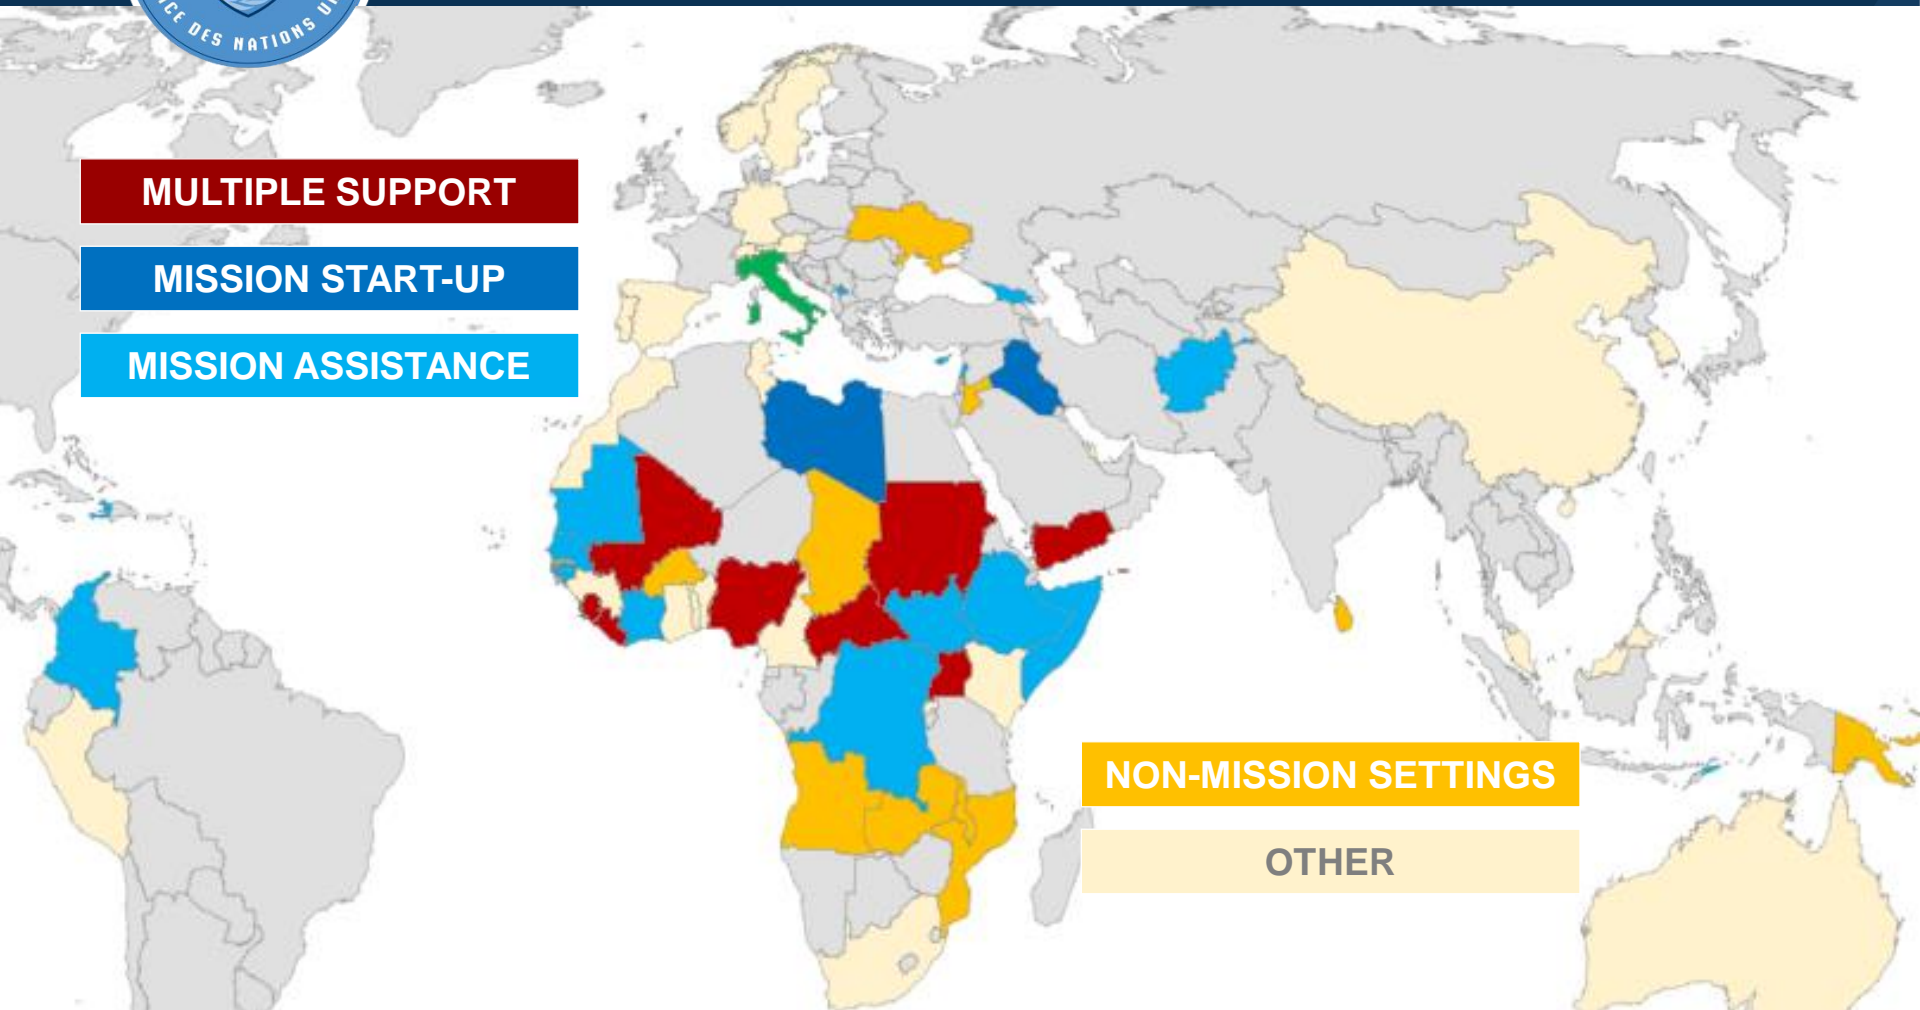 DES NATIONS
MULTIPLE SUPPORT
MISSION START-UP
MISSION ASSISTANCE
NON-MISSION SETTINGS
OTHER